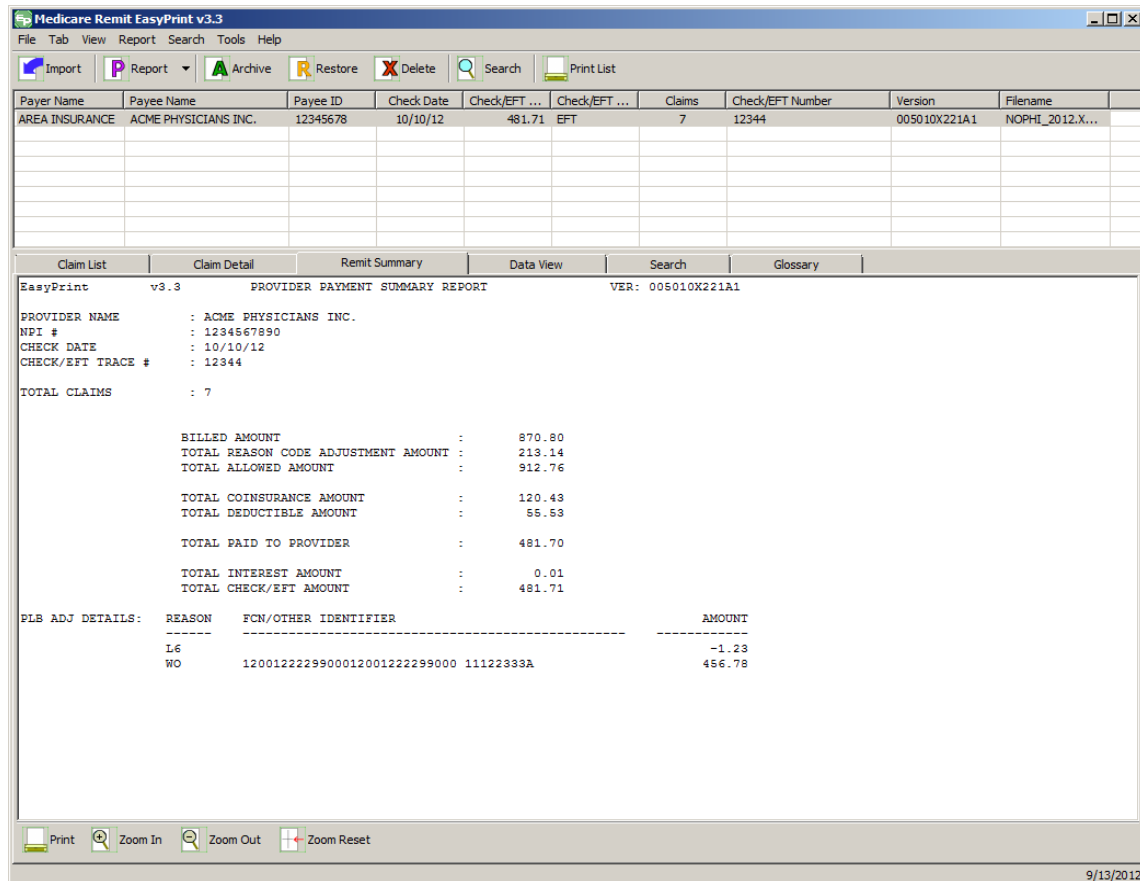 Medicare Remit EasyPrint v3.3
File Tab View Report Search Tools Help
Import P Report A Archive R Restore X Delete Search Print List
Payer Name Payee Name Payee ID Check Date Check/EFT ... Check/EFT ... Claims Check/EFT Number Version Filename
AREA INSURANCE ACME PHYSICIANS INC. 12345678 10/10/12 481.71 EFT 7 12344 005010X221A1 NOPHI_2012.X...
Claim List Claim Detail Remit Summary Data View Search Glossary
EasyPrint v3.3 PROVIDER PAYMENT SUMMARY REPORT VER: 005010X221A1
PROVIDER NAME : ACME PHYSICIANS INC.
NPI # : 1234567890
CHECK DATE : 10/10/12
CHECK/EFT TRACE # : 12344
TOTAL CLAIMS : 7
BILLED AMOUNT : 870.80
TOTAL REASON CODE ADJUSTMENT AMOUNT : 213.14
TOTAL ALLOWED AMOUNT : 912.76
TOTAL COINSURANCE AMOUNT : 120.43
TOTAL DEDUCTIBLE AMOUNT : 55.53
TOTAL PAID TO PROVIDER : 481.70
TOTAL INTEREST AMOUNT : 0.01
TOTAL CHECK/EFT AMOUNT : 481.71
PLB ADJ DETAILS: REASON FCN/OTHER IDENTIFIER AMOUNT
------ --------------------------------------------------- ------------
L6 -1.23
WO 1200122229900012001222299000 11122333A 456.78
Print Zoom In Zoom Out Zoom Reset
9/13/2012